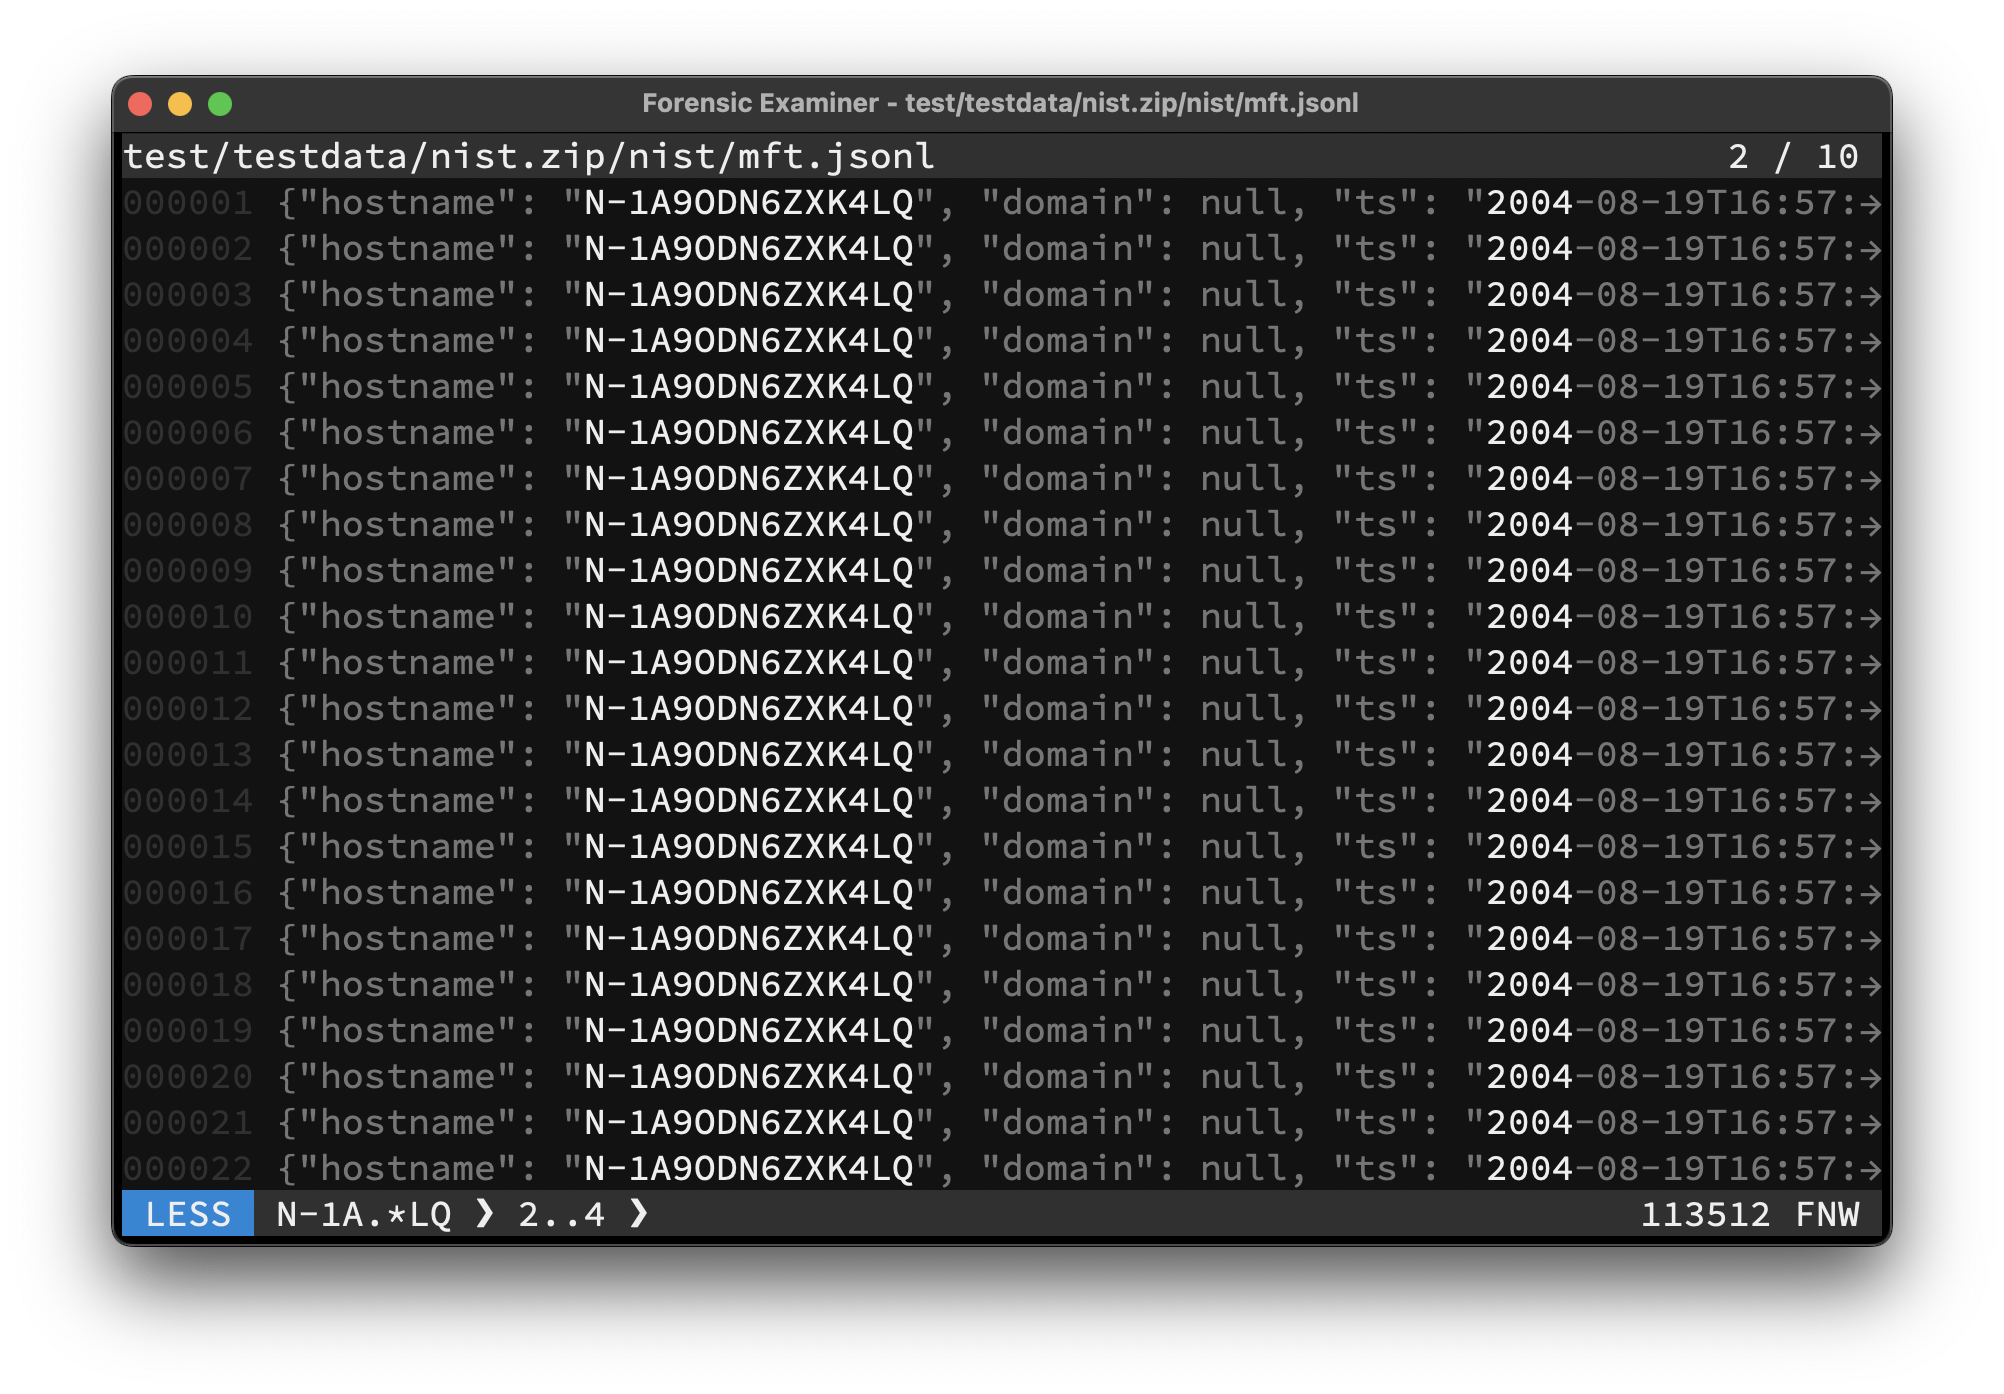 Forensic Examiner - test/testdata/nist.zip/nist/mft.jsonl
test/testdata/nist.zip/nist/mft.jsonl 2 / 10
000001 {"hostname": "N-1A9ODN6ZXK4LQ", "domain": null, "ts": "2004-08-19T16:57:→
000002 {"hostname": "N-1A9ODN6ZXK4LQ", "domain": null, "ts": "2004-08-19T16:57:→
000003 {"hostname": "N-1A9ODN6ZXK4LQ", "domain": null, "ts": "2004-08-19T16:57:→
000004 {"hostname": "N-1A9ODN6ZXK4LQ", "domain": null, "ts": "2004-08-19T16:57:→
000005 {"hostname": "N-1A9ODN6ZXK4LQ", "domain": null, "ts": "2004-08-19T16:57:→
000006 {"hostname": "N-1A9ODN6ZXK4LQ", "domain": null, "ts": "2004-08-19T16:57:→
000007 {"hostname": "N-1A9ODN6ZXK4LQ", "domain": null, "ts": "2004-08-19T16:57:→
000008 {"hostname": "N-1A9ODN6ZXK4LQ", "domain": null, "ts": "2004-08-19T16:57:→
000009 {"hostname": "N-1A9ODN6ZXK4LQ", "domain": null, "ts": "2004-08-19T16:57:→
000010 {"hostname": "N-1A9ODN6ZXK4LQ", "domain": null, "ts": "2004-08-19T16:57:→
000011 {"hostname": "N-1A9ODN6ZXK4LQ", "domain": null, "ts": "2004-08-19T16:57:→
000012 {"hostname": "N-1A9ODN6ZXK4LQ", "domain": null, "ts": "2004-08-19T16:57:→
000013 {"hostname": "N-1A9ODN6ZXK4LQ", "domain": null, "ts": "2004-08-19T16:57:→
000014 {"hostname": "N-1A9ODN6ZXK4LQ", "domain": null, "ts": "2004-08-19T16:57:→
000015 {"hostname": "N-1A9ODN6ZXK4LQ", "domain": null, "ts": "2004-08-19T16:57:→
000016 {"hostname": "N-1A9ODN6ZXK4LQ", "domain": null, "ts": "2004-08-19T16:57:→
000017 {"hostname": "N-1A9ODN6ZXK4LQ", "domain": null, "ts": "2004-08-19T16:57:→
000018 {"hostname": "N-1A9ODN6ZXK4LQ", "domain": null, "ts": "2004-08-19T16:57:→
000019 {"hostname": "N-1A9ODN6ZXK4LQ", "domain": null, "ts": "2004-08-19T16:57:→
000020 {"hostname": "N-1A9ODN6ZXK4LQ", "domain": null, "ts": "2004-08-19T16:57:→
000021 {"hostname": "N-1A9ODN6ZXK4LQ", "domain": null, "ts": "2004-08-19T16:57:→
000022 {"hostname": "N-1A9ODN6ZXK4LQ", "domain": null, "ts": "2004-08-19T16:57:→
LESS N-1A.*LQ ❯ 2..4 ❯ 113512 FNW